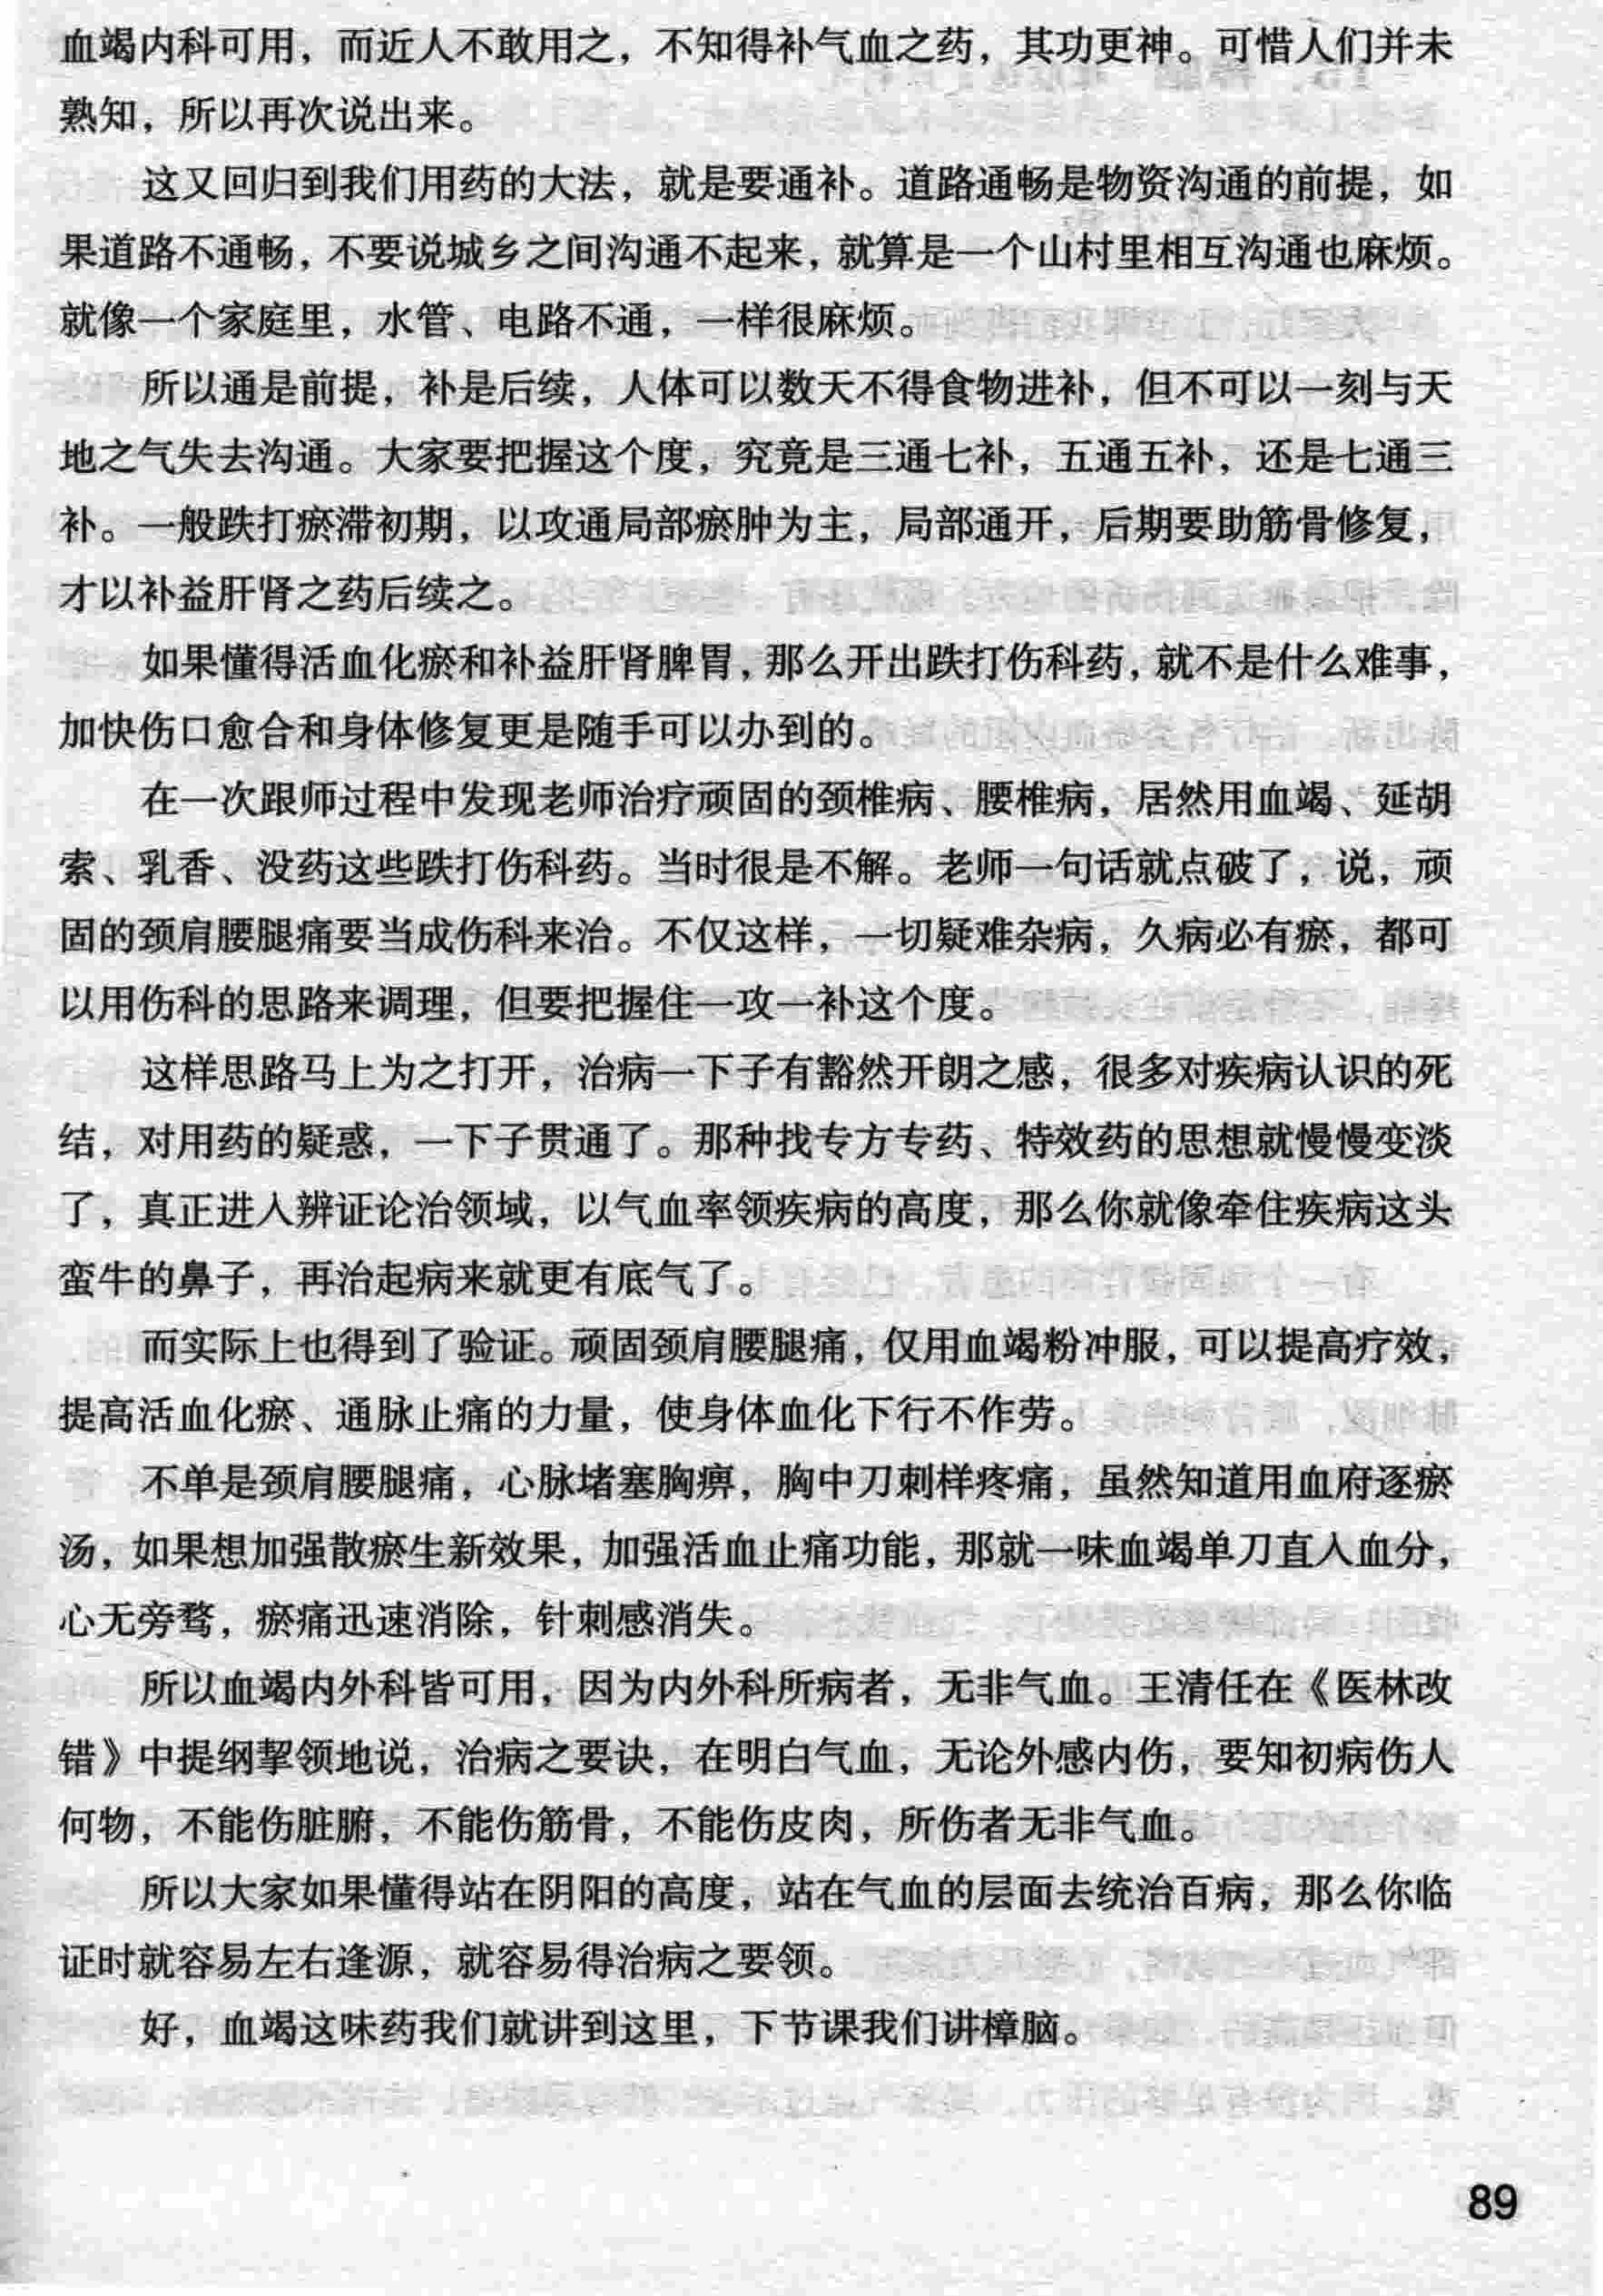 血竭内科可用，而近人不敢用之，不知得补气血之药，其功更神。可惜人们并未
熟知，所以再次说出来。
这又回归到我们用药的大法，就是要通补。道路通畅是物资沟通的前提，如
果道路不通畅，不要说城乡之间沟通不起来，就算是一个山村里相互沟通也麻烦。
就像一个家庭里，水管、电路不通，一样很麻烦。
所以通是前提，补是后续，人体可以数天不得食物进补，但不可以一刻与天
地之气失去沟通。大家要把握这个度，究竟是三通七补，五通五补，还是七通三
补。一般跌打瘀滞初期，以攻通局部瘀肿为主，局部通开，后期要助筋骨修复，
才以补益肝肾之药后续之。
如果懂得活血化瘀和补益肝肾脾胃，那么开出跌打伤科药，就不是什么难事，
加快伤口愈合和身体修复更是随手可以办到的。
在一次跟师过程中发现老师治疗顽固的颈椎病、腰椎病，居然用血竭、延胡
索、乳香、没药这些跌打伤科药。当时很是不解。老师一句话就点破了，说，顽
固的颈肩腰腿痛要当成伤科来治。不仅这样，一切疑难杂病，久病必有瘀，都可
以用伤科的思路来调理，但要把握住一攻一补这个度。
这样思路马上为之打开，治病一下子有豁然开朗之感，很多对疾病认识的死
结，对用药的疑惑，一下子贯通了。那种找专方专药、特效药的思想就慢慢变淡
了，真正进入辨证论治领域，以气血率领疾病的高度，那么你就像牵住疾病这头
蛮牛的鼻子，再治起病来就更有底气了。
而实际上也得到了验证。顽固颈肩腰腿痛，仅用血竭粉冲服，可以提高疗效，
提高活血化瘀、通脉止痛的力量，使身体血化下行不作劳。
不单是颈肩腰腿痛，心脉堵塞胸痹，胸中刀刺样疼痛，虽然知道用血府逐瘀
汤，如果想加强散瘀生新效果，加强活血止痛功能，那就一味血竭单刀直入血分，
心无旁骛，瘀痛迅速消除，针刺感消失。
所以血竭内外科皆可用，因为内外科所病者，无非气血。王清任在《医林改
错》中提纲挈领地说，治病之要诀，在明白气血，无论外感内伤，要知初病伤人
何物，不能伤脏腑，不能伤筋骨，不能伤皮肉，所伤者无非气血。
所以大家如果懂得站在阴阳的高度，站在气血的层面去统治百病，那么你临
证时就容易左右逢源，就容易得治病之要领。
好，血竭这味药我们就讲到这里，下节课我们讲樟脑。
89